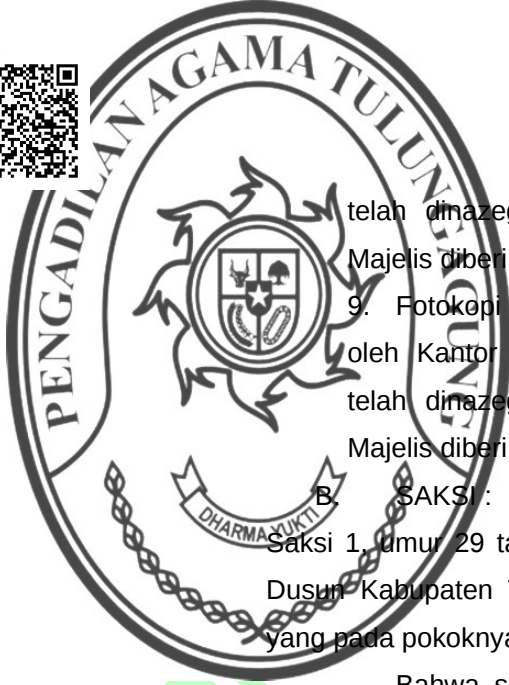 PENGADILAN AGAMA TULUNGAGUNG
telah dinazeg
Majelis diberi
9. Fotokopi
oleh Kantor
telah dinazeg
Majelis diberi
DHARMA YUKTI
B. SAKSI :
Saksi 1, umur 29 ta
Dusun Kabupaten T
yang pada pokoknya
Bahwa s